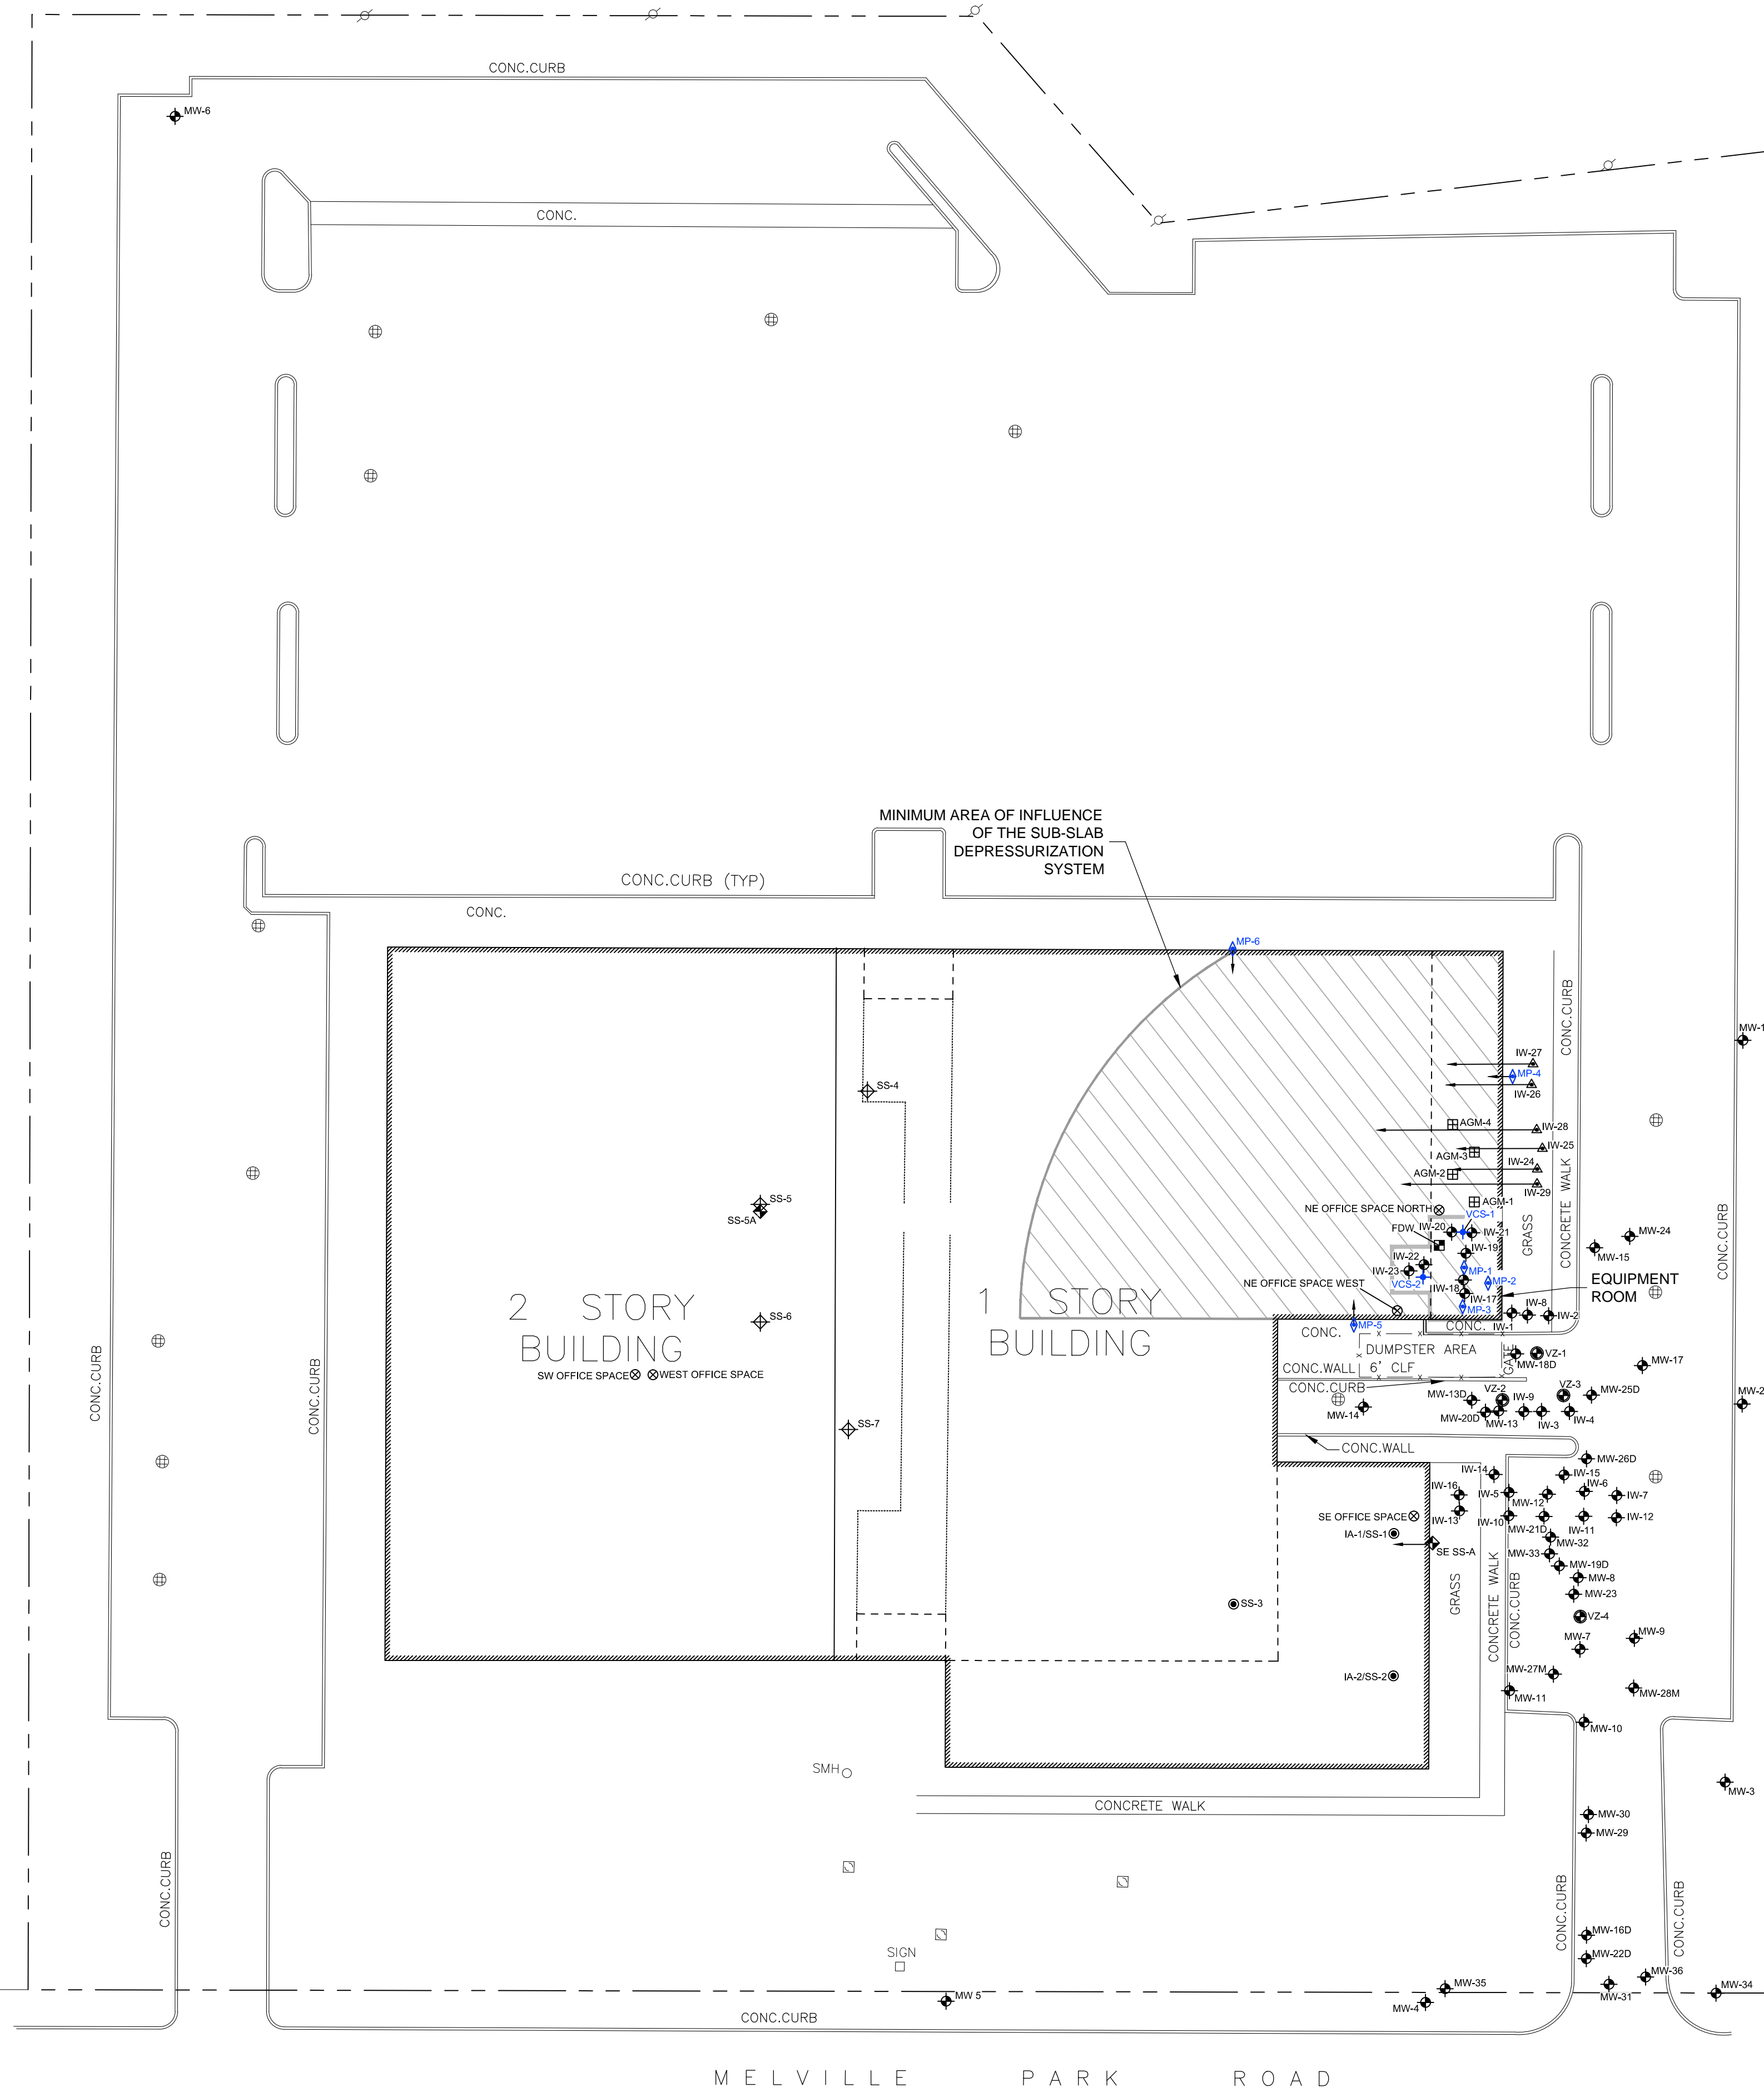 CONC.CURB
MW-6
CONC.
MINIMUM AREA OF INFLUENCE
OF THE SUB-SLAB
DEPRESSURIZATION
SYSTEM
CONC.CURB (TYP)
CONC.
MP-6
CONC.CURB
MW-1
IW-27
MP-4
IW-26
SS-4
AGM-4
IW-28
IW-25
AGM-3
IW-24
AGM-2
IW-29
CONCRETE WALK
SS-5
SS-5A
AGM-1
NE OFFICE SPACE NORTH
VCS-1
FDW
IW-20
IW-21
GRASS
MW-24
MW-15
IW-19
IW-22
IW-23
MP-1
VCS-2
NE OFFICE SPACE WEST
IW-18
MP-2
IW-17
MP-3
EQUIPMENT
ROOM
CONC.CURB
2 STORY
BUILDING
1 STORY
BUILDING
SS-6
MP-5
CONC.
CONC.
IW-1
IW-8
IW-2
DUMPSTER AREA
GATE
VZ-1
MW-18D
MW-17
CONC.WALL
6' CLF
SW OFFICE SPACE
WEST OFFICE SPACE
CONC.CURB
MW-14
MW-13D
VZ-2
IW-9
VZ-3
MW-25D
MW-2
MW-20D
MW-13
IW-3
IW-4
SS-7
CONC.CURB
CONC.CURB
CONC.WALL
MW-26D
IW-14
IW-15
IW-16
IW-5
IW-6
IW-7
MW-12
IW-13
IW-10
MW-21D
IW-11
IW-12
SE OFFICE SPACE
IA-1/SS-1
SE SS-A
MW-32
MW-33
MW-19D
MW-8
MW-23
GRASS
CONCRETE WALK
CONC.CURB
SS-3
VZ-4
MW-7
MW-9
IA-2/SS-2
MW-27M
MW-11
MW-28M
MW-10
SMH
MW-3
CONCRETE WALK
MW-30
MW-29
CONC.CURB
CONC.CURB
CONC.CURB
MW-16D
MW-22D
SIGN
MW-36
MW-35
MW-31
MW-34
MW 5
MW-4
CONC.CURB
MELVILLE PARK ROAD